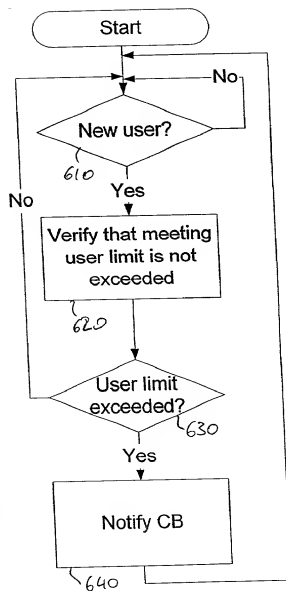 Start
No
New user?
610
No
Yes
Verify that meeting
user limit is not
exceeded
620
User limit
exceeded?
630
Yes
Notify CB
640